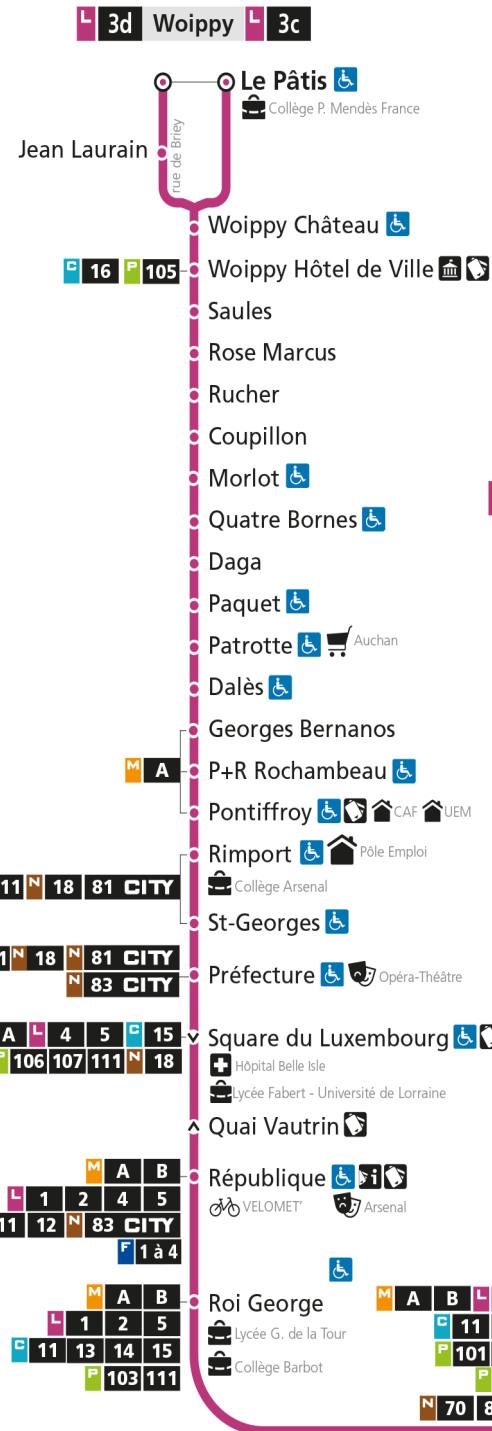 L 3d Woippy L 3c
Le Pâtis
Collège P. Mendès France
Jean Laurain
rue de Briey
Woippy Château
C 16 P 105 Woippy Hôtel de Ville
Saules
Rose Marcus
Rucher
Coupillon
Morlot
Quatre Bornes
Daga
Paquet
Patrotte Auchan
Dalès
Georges Bernanos
M A P+R Rochambeau
Pontiffroy CAF UEM
Rimport Pôle Emploi
11 N 18 81 CITY Collège Arsenal
St-Georges
1 N 18 N 81 CITY
N 83 CITY Préfecture Opéra-Théâtre
A L 4 5 C 15 Square du Luxembourg
P 106 107 111 N 18 Hôpital Belle Isle
Lycée Fabert - Université de Lorraine
Quai Vautrin
M A B République i
L 1 2 4 5 VELOMET' Arsenal
11 12 N 83 CITY
F 1 à 4
M A B Roi George M A B L
L 1 2 5 Lycée G. de la Tour C 11
C 11 13 14 15 Collège Barbot P 101
P 103 111 P
N 70 8